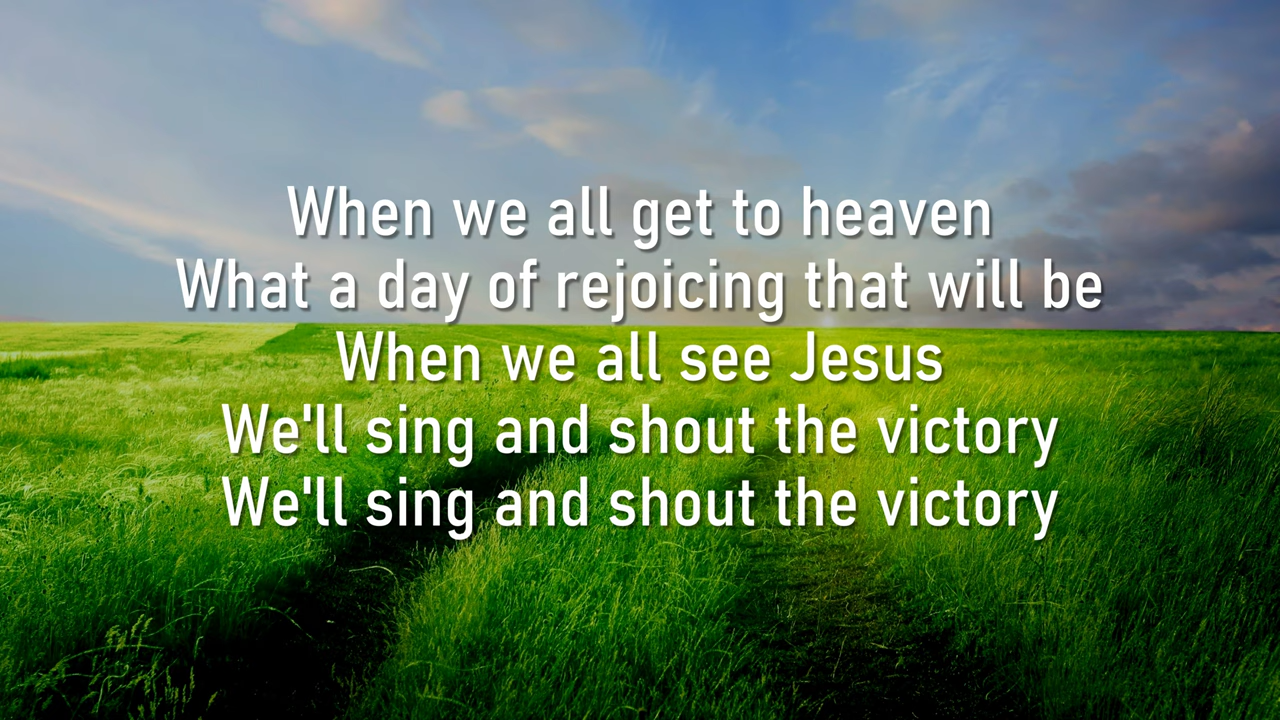 When we all get to heaven
What a day of rejoicing that will be
When we all see Jesus
We'll sing and shout the victory
We'll sing and shout the victory